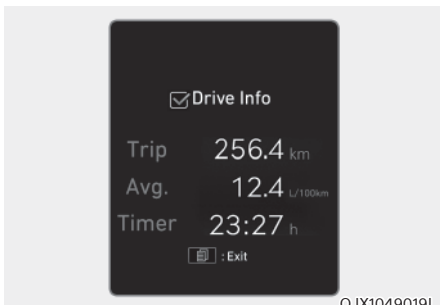 Drive Info
Trip 256.4 km
Avg. 12.4 L/100km
Timer 23:27 h
: Exit
OJX1049019L